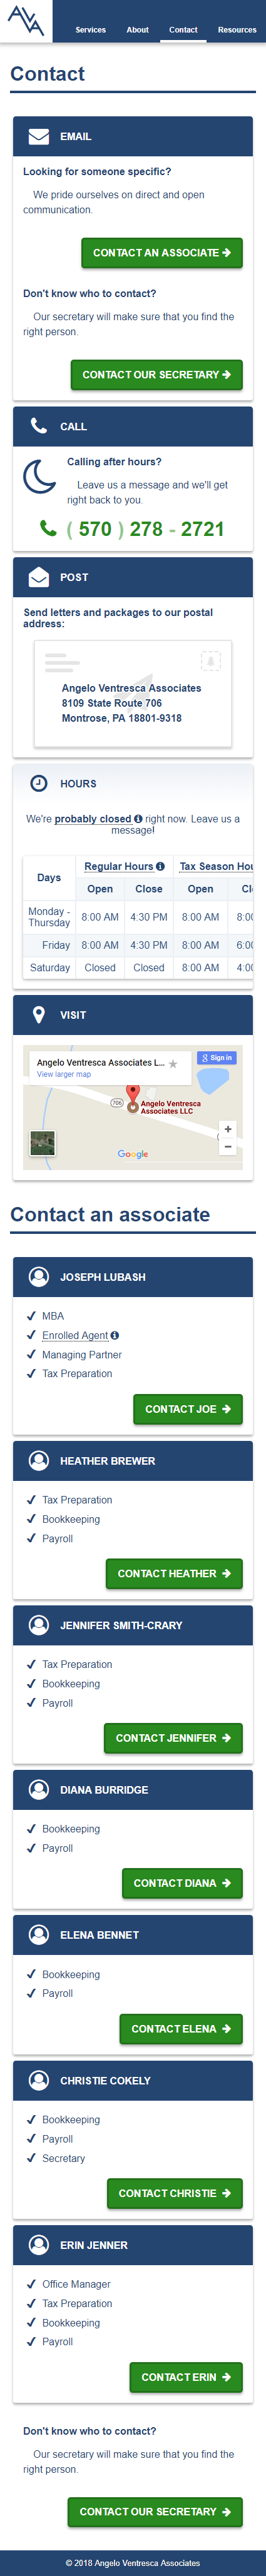 AVA
Services About Contact Resources
Contact
EMAIL
Looking for someone specific?
We pride ourselves on direct and open
communication.
CONTACT AN ASSOCIATE
Don't know who to contact?
Our secretary will make sure that you find the
right person.
CONTACT OUR SECRETARY
CALL
Calling after hours?
Leave us a message and we'll get
right back to you.
( 570 ) 278 - 2721
POST
Send letters and packages to our postal
address:
Angelo Ventresca Associates
8109 State Route 706
Montrose, PA 18801-9318
HOURS
We're probably closed right now. Leave us a
message!
Days Regular Hours Tax Season Hou
Open Close Open Cl
Monday -
Thursday 8:00 AM 4:30 PM 8:00 AM 8:00
Friday 8:00 AM 4:30 PM 8:00 AM 6:00
Saturday Closed Closed 8:00 AM 4:00
VISIT
Angelo Ventresca Associates L...
View larger map
Sign in
706
Angelo Ventresca
Associates LLC
Google
Contact an associate
JOSEPH LUBASH
MBA
Enrolled Agent
Managing Partner
Tax Preparation
CONTACT JOE
HEATHER BREWER
Tax Preparation
Bookkeeping
Payroll
CONTACT HEATHER
JENNIFER SMITH-CRARY
Tax Preparation
Bookkeeping
Payroll
CONTACT JENNIFER
DIANA BURRIDGE
Bookkeeping
Payroll
CONTACT DIANA
ELENA BENNET
Bookkeeping
Payroll
CONTACT ELENA
CHRISTIE COKELY
Bookkeeping
Payroll
Secretary
CONTACT CHRISTIE
ERIN JENNER
Office Manager
Tax Preparation
Bookkeeping
Payroll
CONTACT ERIN
Don't know who to contact?
Our secretary will make sure that you find the
right person.
CONTACT OUR SECRETARY
© 2018 Angelo Ventresca Associates